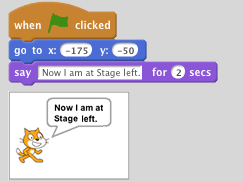 when clicked
go to x: -175 y: -50
say Now I am at Stage left. for 2 secs
Now I am at
Stage left.